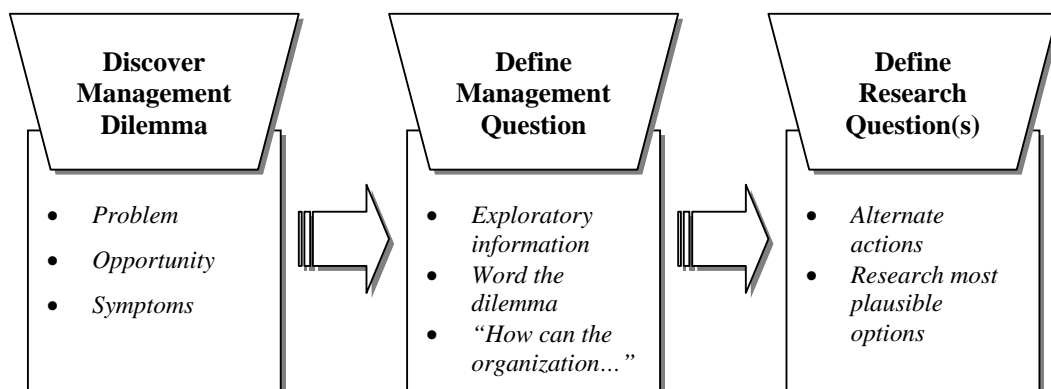 Discover
Management
Dilemma
• Problem
• Opportunity
• Symptoms
Define
Management
Question
• Exploratory
information
• Word the
dilemma
• “How can the
organization…”
Define
Research
Question(s)
• Alternate
actions
• Research most
plausible
options